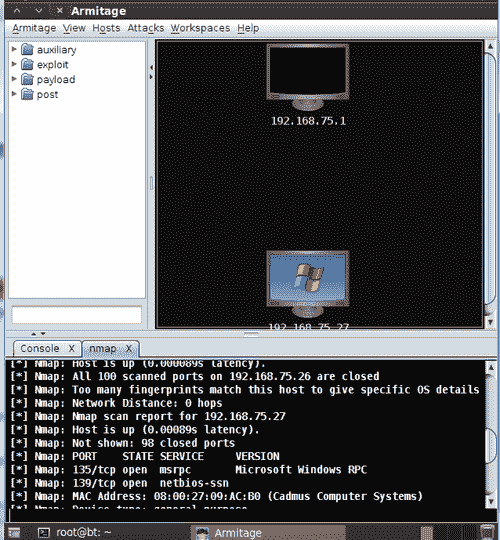 Armitage
Armitage View Hosts Attacks Workspaces Help
auxiliary
exploit
payload
post
192.168.75.1
192.168.75.27
Console X nmap X
[*] Nmap: Host is up (0.000089s latency).
[*] Nmap: All 100 scanned ports on 192.168.75.26 are closed
[*] Nmap: Too many fingerprints match this host to give specific OS details
[*] Nmap: Network Distance: 0 hops
[*] Nmap: Nmap scan report for 192.168.75.27
[*] Nmap: Host is up (0.00089s latency).
[*] Nmap: Not shown: 98 closed ports
[*] Nmap: PORT STATE SERVICE VERSION
[*] Nmap: 135/tcp open msrpc Microsoft Windows RPC
[*] Nmap: 139/tcp open netbios-ssn
[*] Nmap: MAC Address: 08:00:27:09:AC:B0 (Cadmus Computer Systems)
[*] Nmap: Device type: general purpose
root@bt: ~ Armitage